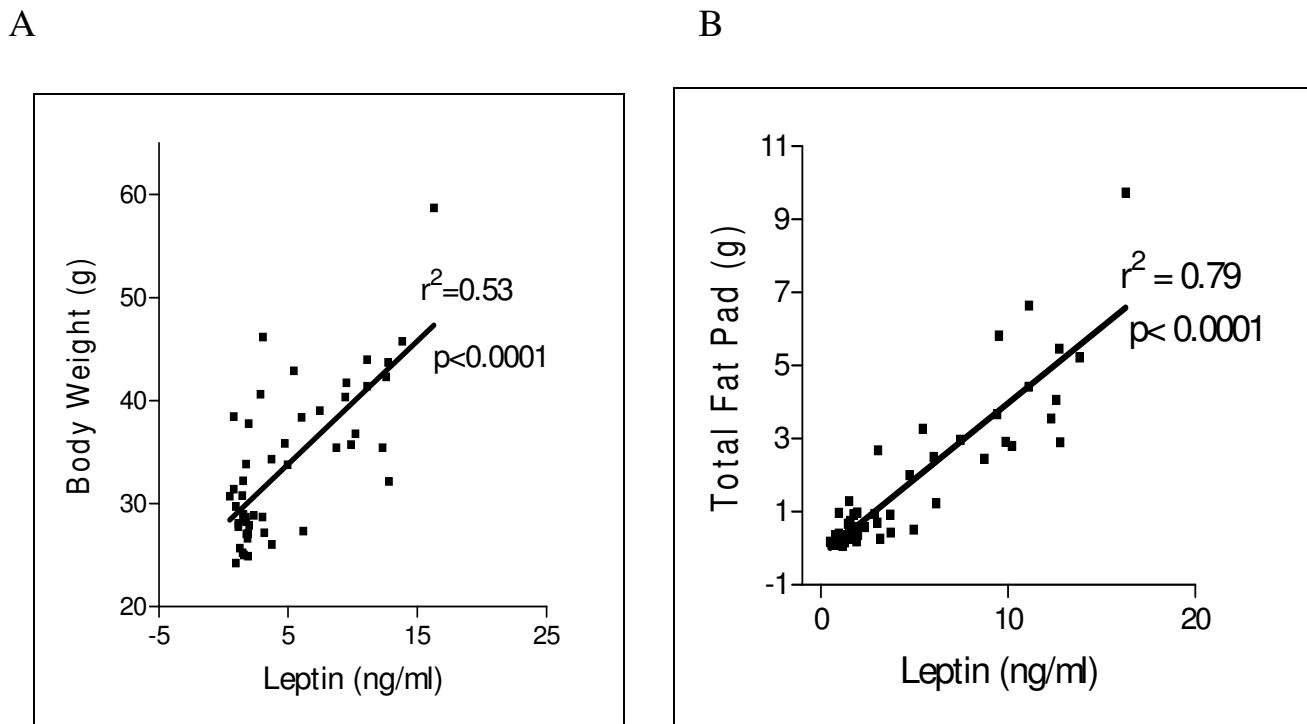 A
B
Body Weight (g)
60
50
40
30
20
-5
5
15
25
Leptin (ng/ml)
r²=0.53
p<0.0001
Total Fat Pad (g)
11
9
7
5
3
1
-1
0
10
20
Leptin (ng/ml)
r² = 0.79
p< 0.0001